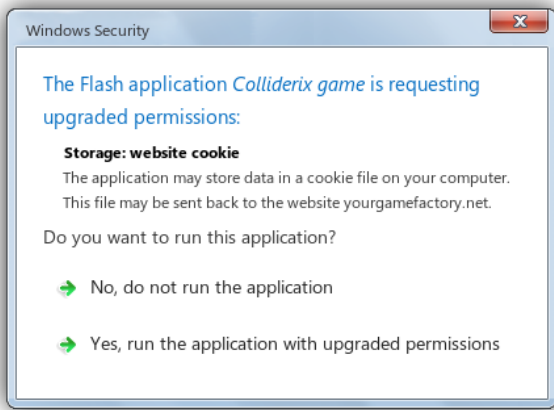 Windows Security
The Flash application Colliderix game is requesting
upgraded permissions:
Storage: website cookie
The application may store data in a cookie file on your computer.
This file may be sent back to the website yourgamefactory.net.
Do you want to run this application?
No, do not run the application
Yes, run the application with upgraded permissions